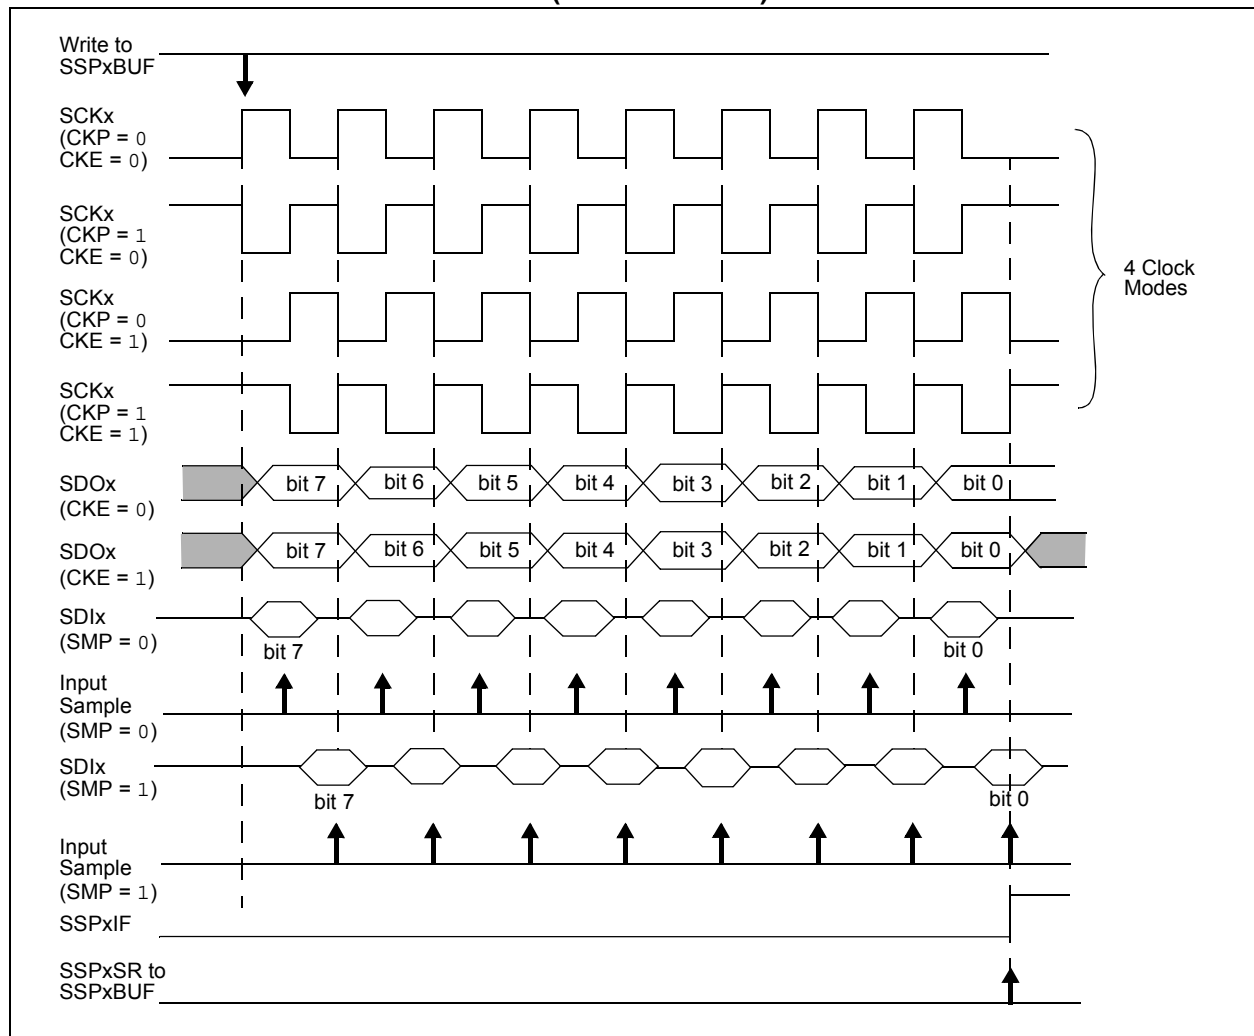 Write to
SSPxBUF
SCKx
(CKP = 0
CKE = 0)
SCKx
(CKP = 1
CKE = 0)
4 Clock
Modes
SCKx
(CKP = 0
CKE = 1)
SCKx
(CKP = 1
CKE = 1)
SDOx
(CKE = 0)
bit 7 bit 6 bit 5 bit 4 bit 3 bit 2 bit 1 bit 0
SDOx
(CKE = 1)
bit 7 bit 6 bit 5 bit 4 bit 3 bit 2 bit 1 bit 0
SDIx
(SMP = 0)
bit 7 bit 0
Input
Sample
(SMP = 0)
SDIx
(SMP = 1)
bit 7 bit 0
Input
Sample
(SMP = 1)
SSPxIF
SSPxSR to
SSPxBUF